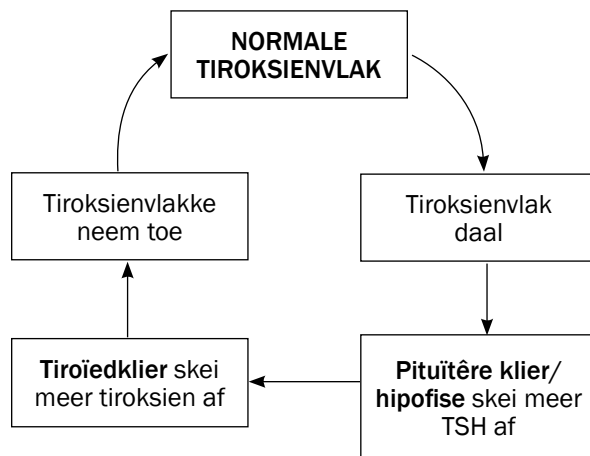 NORMALE
TIROKSIENVLAK
Tiroksienvlak
daal
Pituïtêre klier/
hipofise skei meer
TSH af
Tiroïedklier skei
meer tiroksien af
Tiroksienvlakke
neem toe